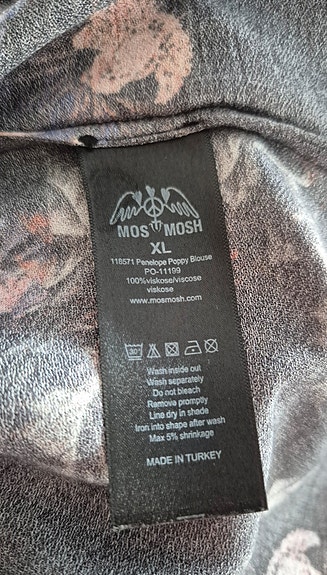 MOS MOSH
XL
118571 Penelope Poppy Blouse
PO-11199
100%viskose/viscose
viskose
www.mosmosh.com
30°
Wash inside out
Wash separately
Do not bleach
Remove promptly
Line dry in shade
Iron into shape after wash
Max 5% shrinkage
MADE IN TURKEY